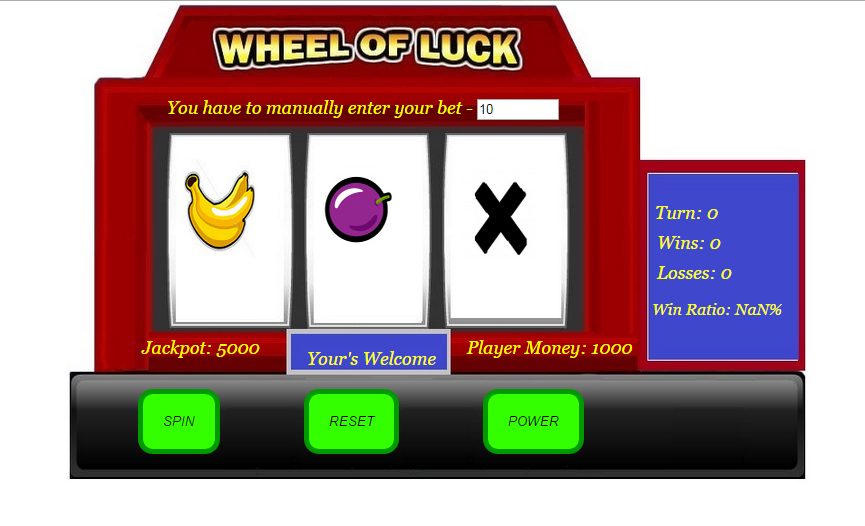 WHEEL OF LUCK
You have to manually enter your bet - 10
Turn: 0
Wins: 0
Losses: 0
Win Ratio: NaN%
Jackpot: 5000
Your's Welcome
Player Money: 1000
SPIN
RESET
POWER